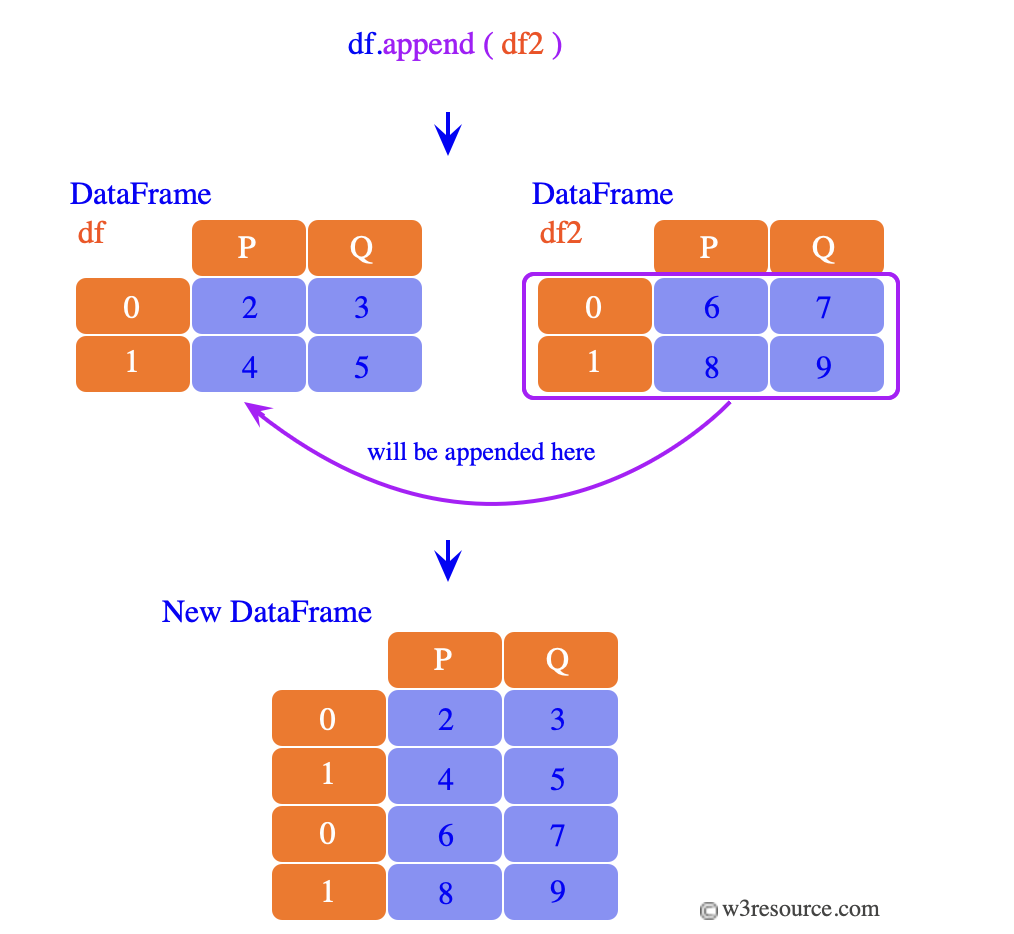 df.append ( df2 )
DataFrame DataFrame
df df2
P Q P Q
0 2 3 0 6 7
1 4 5 1 8 9
will be appended here
New DataFrame
P Q
0 2 3
1 4 5
0 6 7
1 8 9
© w3resource.com